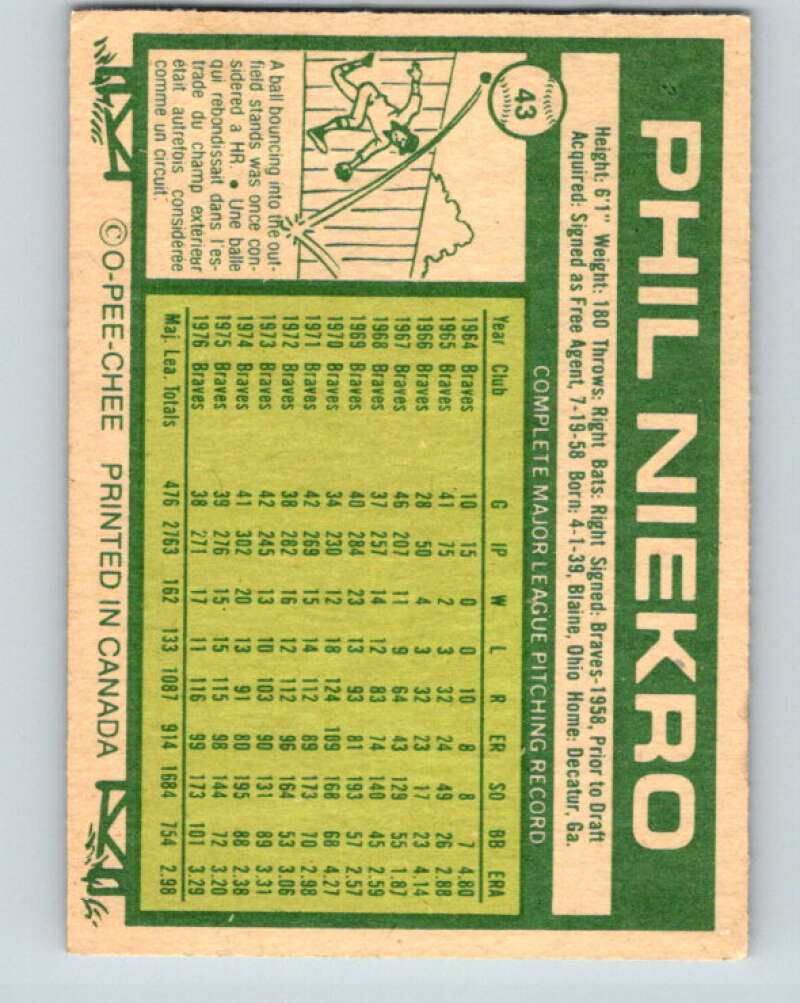 43
PHIL NIEKRO
Height: 6'1" Weight: 180 Throws: Right Bats: Right Signed: Braves-1958, Prior to Draft
Acquired: Signed as Free Agent, 7-19-58 Born: 4-1-39, Blaine, Ohio Home: Decatur, Ga.
COMPLETE MAJOR LEAGUE PITCHING RECORD
Year Club G IP W L R ER SO BB ERA
1964 Braves 10 15 0 0 10 8 8 7 4.80
1965 Braves 41 75 2 3 32 24 49 26 2.88
1966 Braves 28 50 4 3 32 23 17 23 4.14
1967 Braves 46 207 11 9 64 43 129 55 1.87
1968 Braves 37 257 14 12 83 74 140 45 2.59
1969 Braves 40 284 23 13 93 81 193 57 2.57
1970 Braves 34 230 12 18 124 109 168 68 4.27
1971 Braves 42 269 15 14 112 89 173 70 2.98
1972 Braves 38 282 16 12 112 96 164 53 3.06
1973 Braves 42 245 13 10 103 90 131 89 3.31
1974 Braves 41 302 20 13 91 80 195 88 2.38
1975 Braves 39 276 15 15 115 98 144 72 3.20
1976 Braves 38 271 17 11 116 99 173 101 3.29
Maj. Lea. Totals 476 2763 162 133 1087 914 1684 754 2.98
A ball bouncing into the out-
field stands was once con-
sidered a HR. • Une balle
qui rebondissait dans l'es-
trade du champ extérieur
était autrefois considérée
comme un circuit.
© O-PEE-CHEE PRINTED IN CANADA